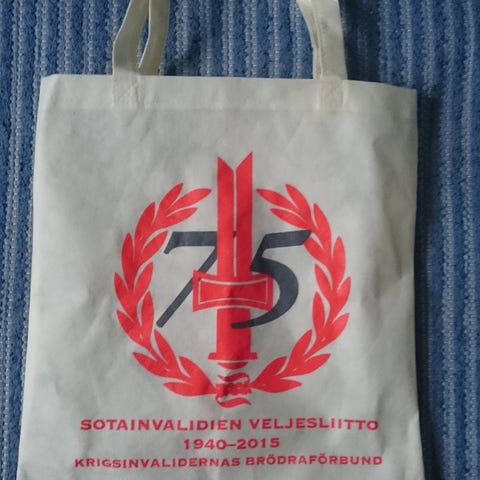 75
SOTAINVALIDIEN VELJESLIITTO
1940–2015
KRIGSINVALIDERNAS BRÖDRAFÖRBUND